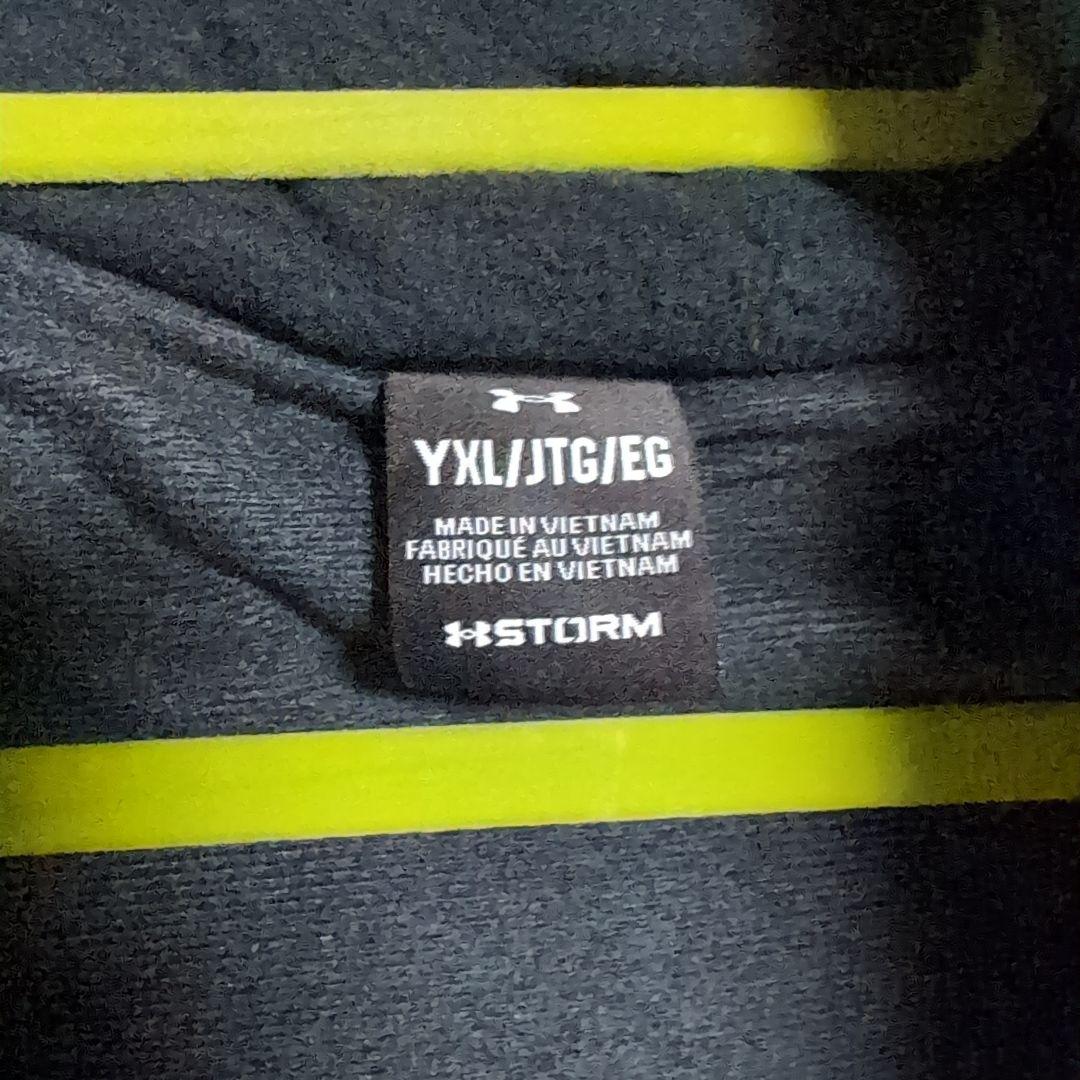 YXL/JTG/EG
MADE IN VIETNAM
FABRIQUÉ AU VIETNAM
HECHO EN VIETNAM
STORM